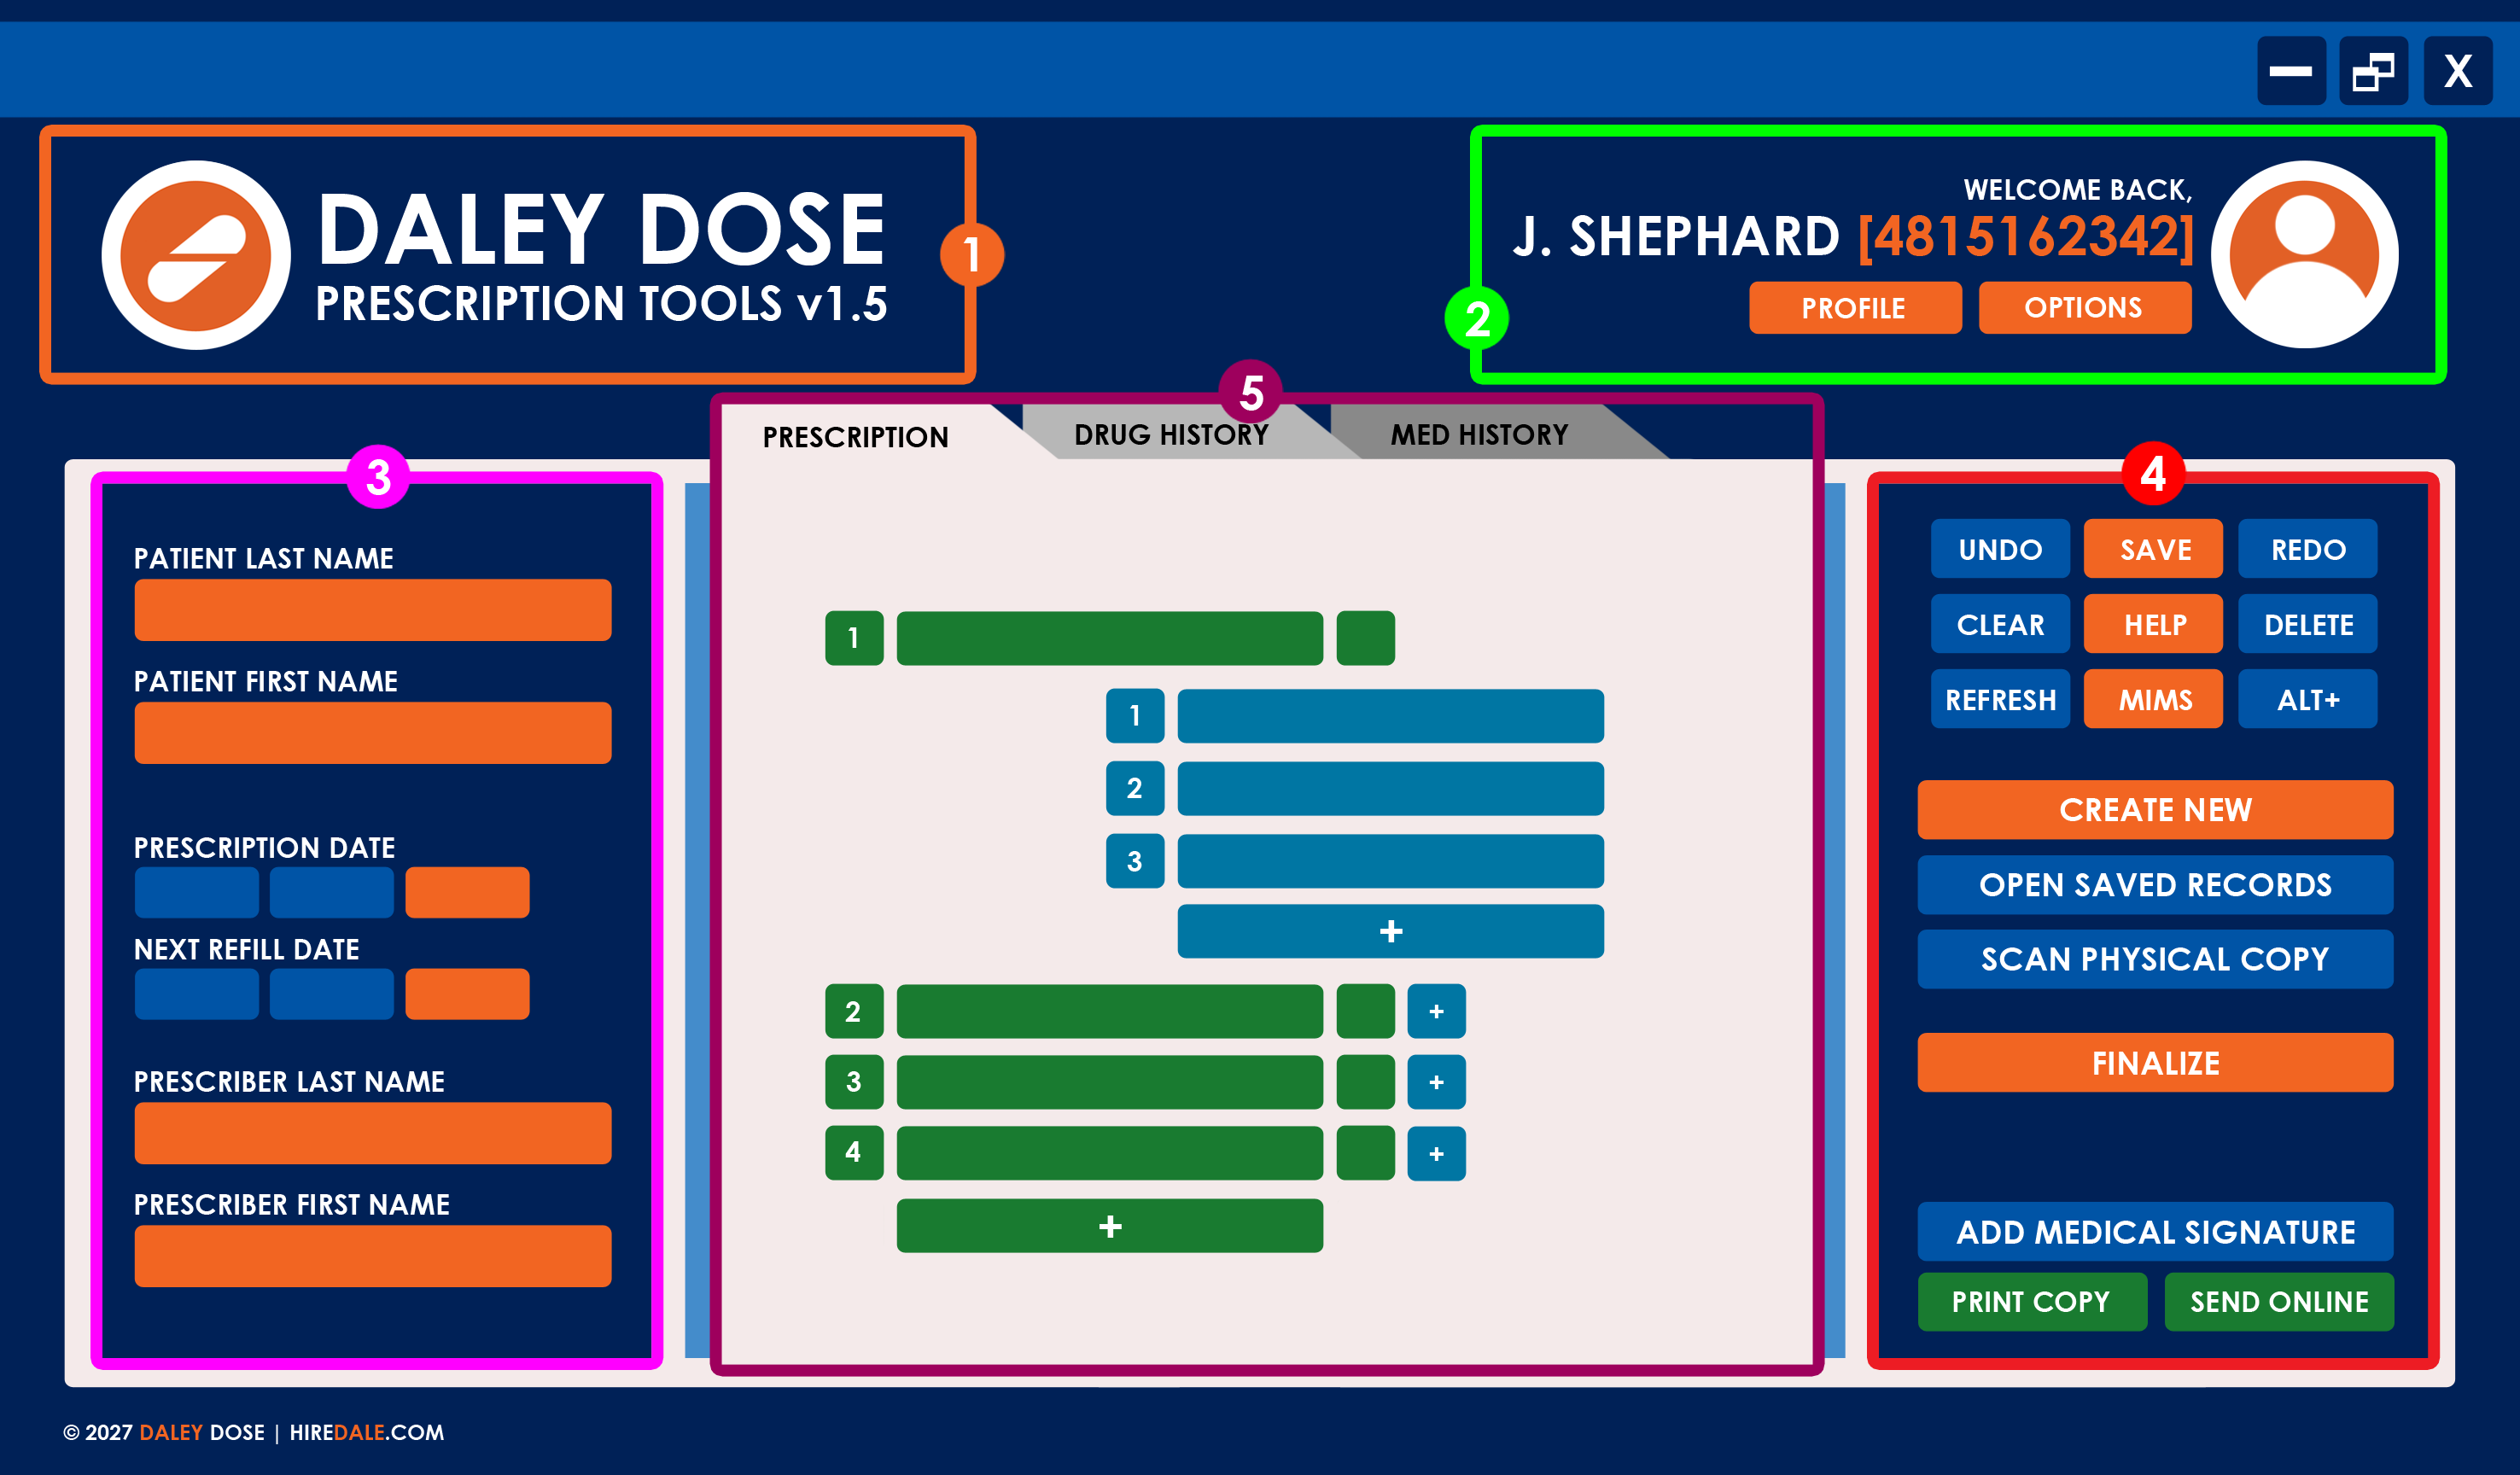 X
DALEY DOSE
PRESCRIPTION TOOLS v1.5
1
WELCOME BACK,
J. SHEPHARD [4815162342]
PROFILE
OPTIONS
2
3
PATIENT LAST NAME
PATIENT FIRST NAME
PRESCRIPTION DATE
NEXT REFILL DATE
PRESCRIBER LAST NAME
PRESCRIBER FIRST NAME
5
PRESCRIPTION
DRUG HISTORY
MED HISTORY
1
1
2
3
+
2
+
3
+
4
+
+
4
UNDO
SAVE
REDO
CLEAR
HELP
DELETE
REFRESH
MIMS
ALT+
CREATE NEW
OPEN SAVED RECORDS
SCAN PHYSICAL COPY
FINALIZE
ADD MEDICAL SIGNATURE
PRINT COPY
SEND ONLINE
© 2027 DALEY DOSE | HIREDALE.COM